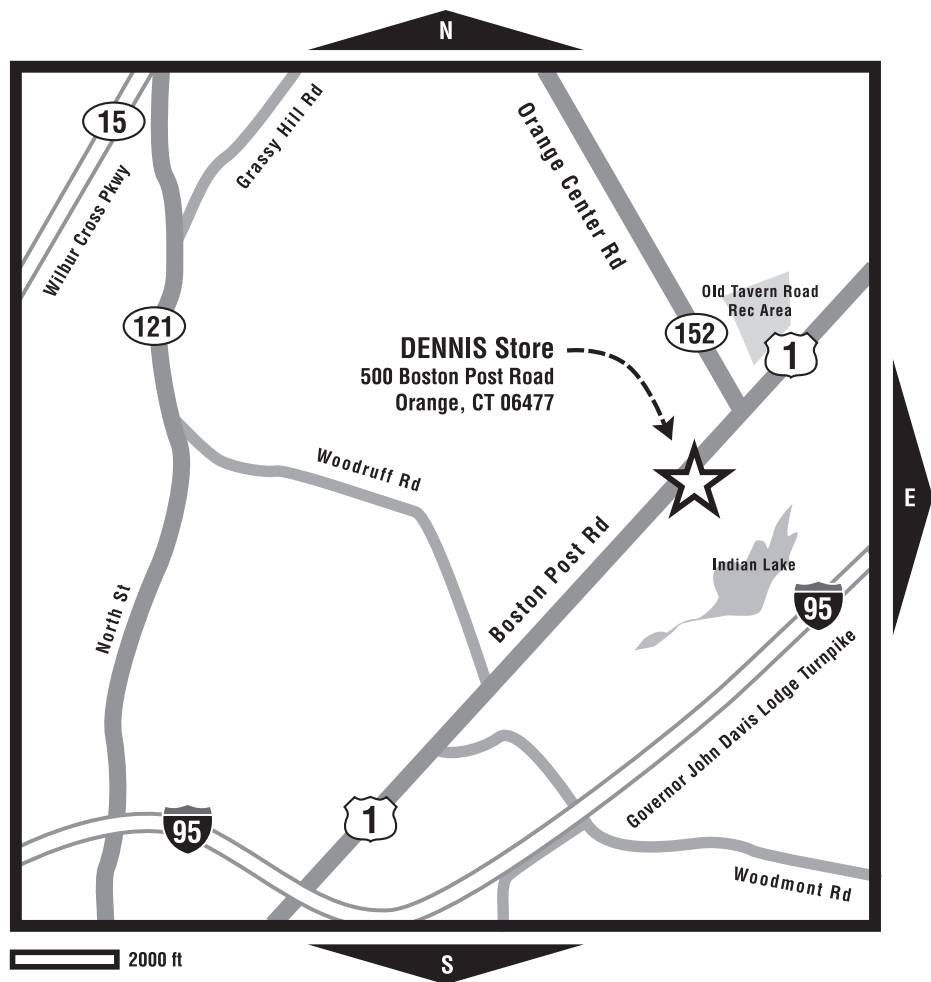 N
15
Wilbur Cross Pkwy
Grassy Hill Rd
Orange Center Rd
Old Tavern Road
Rec Area
121
152
1
DENNIS Store
500 Boston Post Road
Orange, CT 06477
Woodruff Rd
E
Boston Post Rd
Indian Lake
95
North St
Governor John Davis Lodge Turnpike
1
95
Woodmont Rd
2000 ft
S